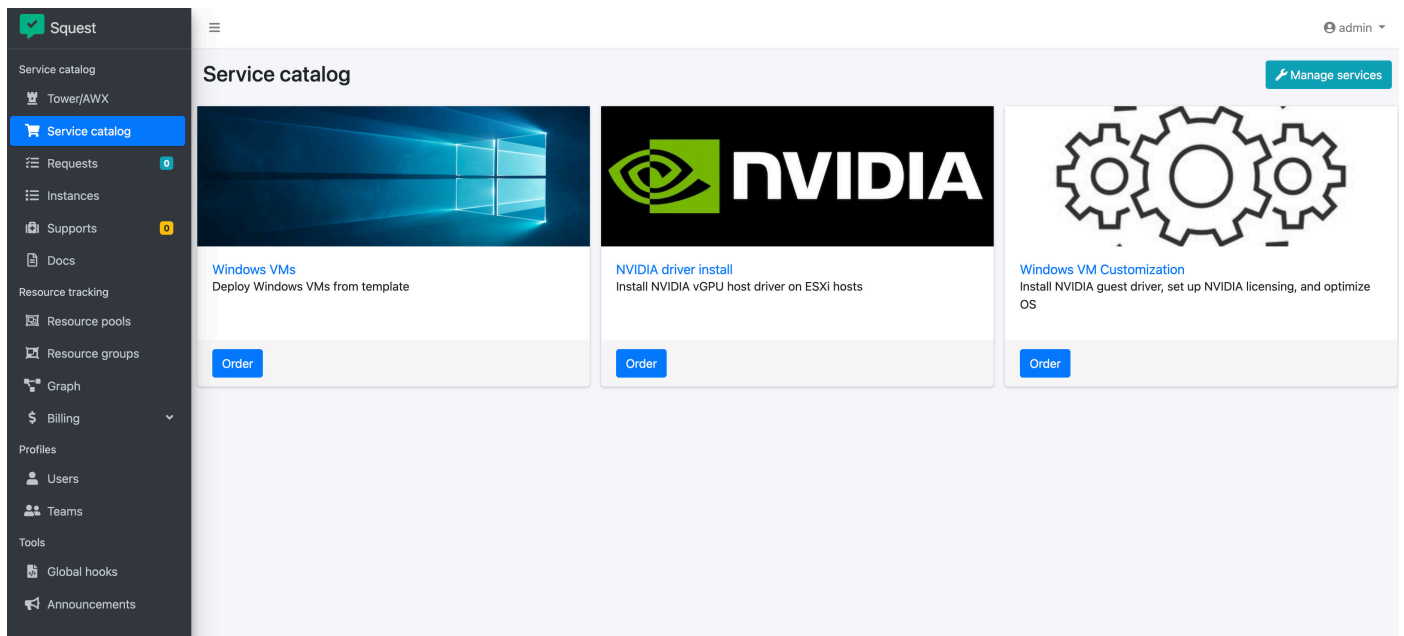 Squest
admin
Service catalog
Tower/AWX
Service catalog
Requests 0
Instances
Supports 0
Docs
Resource tracking
Resource pools
Resource groups
Graph
Billing
Profiles
Users
Teams
Tools
Global hooks
Announcements
Service catalog
Manage services
Windows VMs
Deploy Windows VMs from template
Order
NVIDIA
NVIDIA driver install
Install NVIDIA vGPU host driver on ESXi hosts
Order
Windows VM Customization
Install NVIDIA guest driver, set up NVIDIA licensing, and optimize
OS
Order